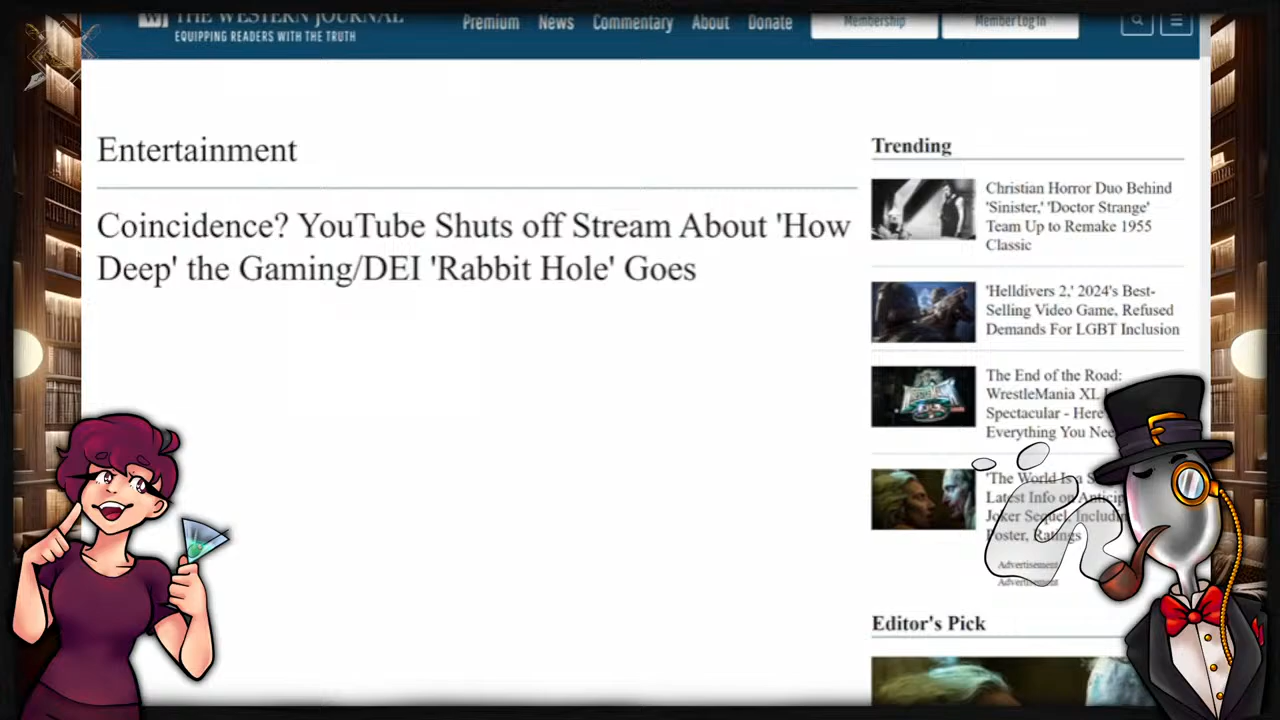 THE WESTERN JOURNAL
EQUIPPING READERS WITH THE TRUTH
Premium News Commentary About Donate Membership Member Log In
Entertainment
Coincidence? YouTube Shuts off Stream About 'How
Deep' the Gaming/DEI 'Rabbit Hole' Goes
Trending
Christian Horror Duo Behind
'Sinister,' 'Doctor Strange'
Team Up to Remake 1955
Classic
'Helldivers 2,' 2024's Best-
Selling Video Game, Refused
Demands For LGBT Inclusion
The End of the Road:
WrestleMania XL
Spectacular - Here
Everything You
'The World Is a
Latest Info on
Joker Sequel,
Poster, Ratings
Advertisement
Advertisement
Editor's Pick